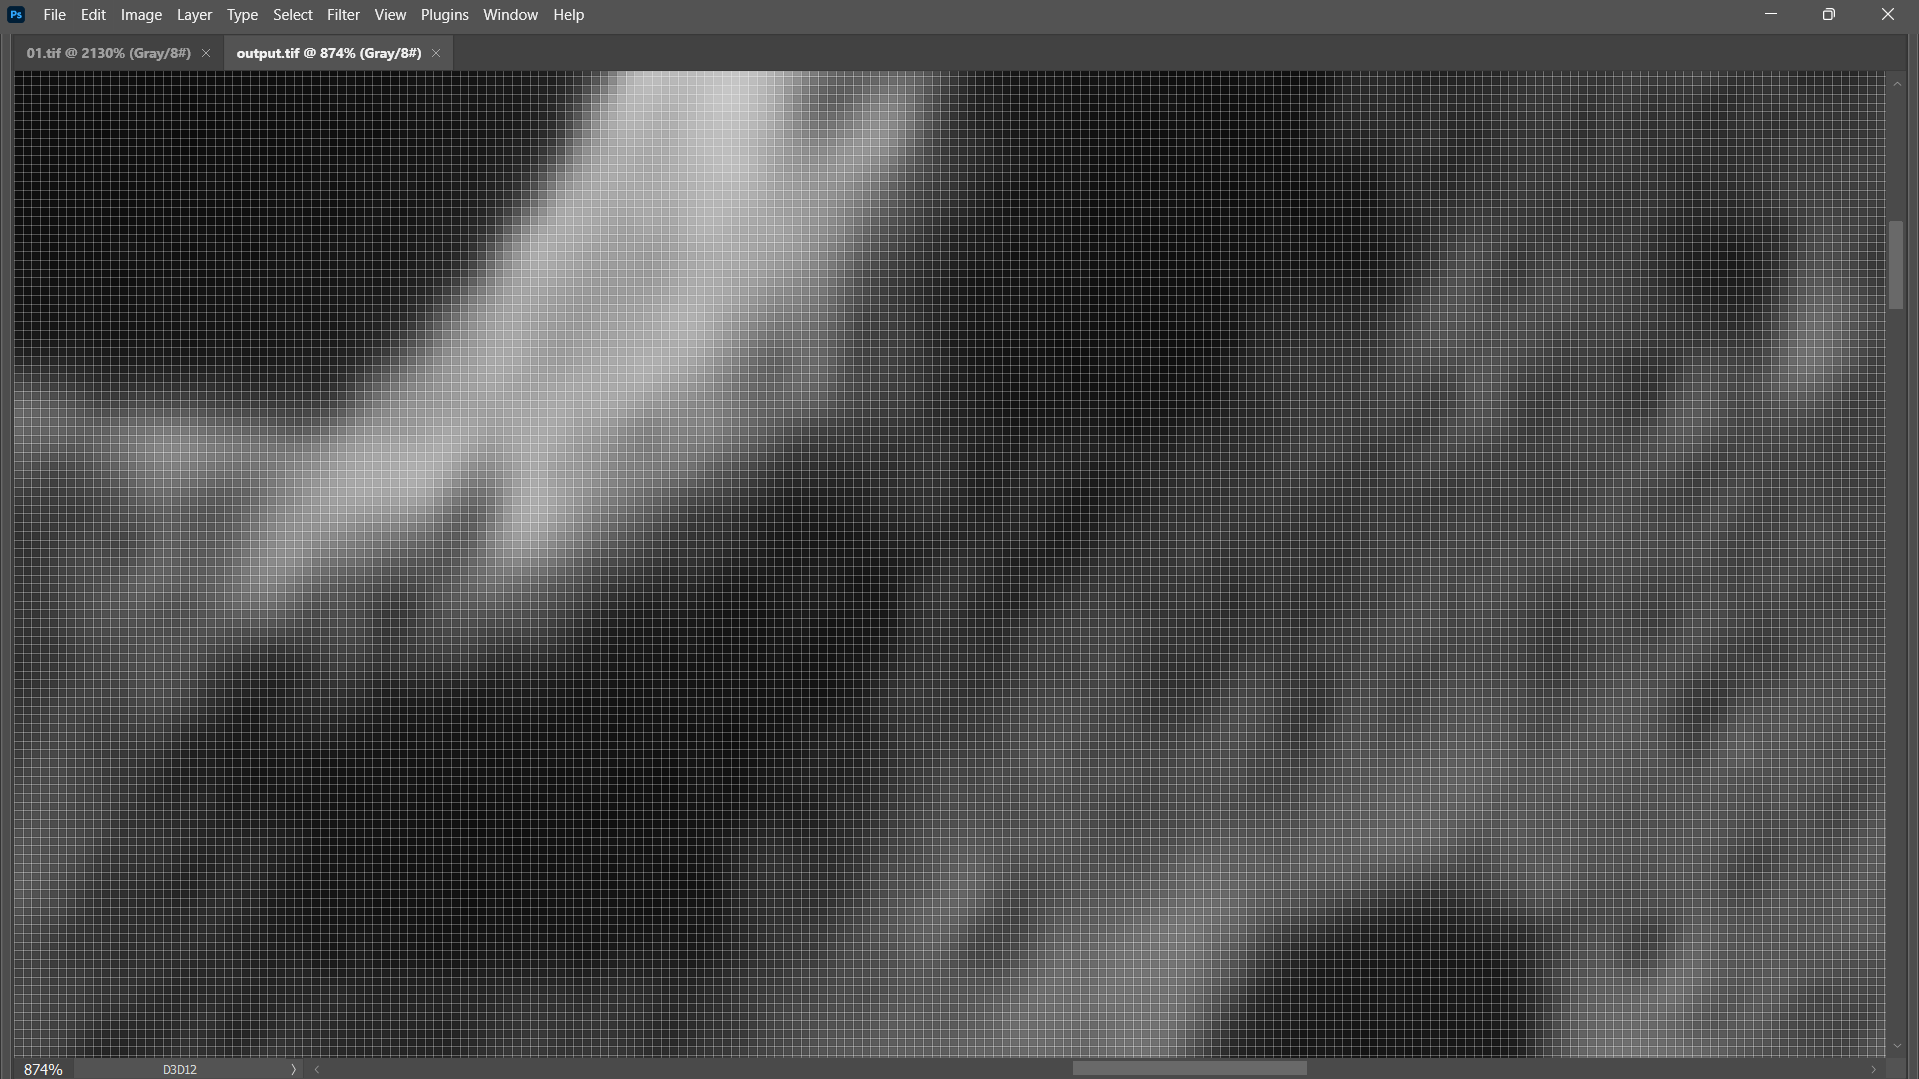 Ps File Edit Image Layer Type Select Filter View Plugins Window Help
01.tif @ 2130% (Gray/8#) output.tif @ 874% (Gray/8#)
874% D3D12